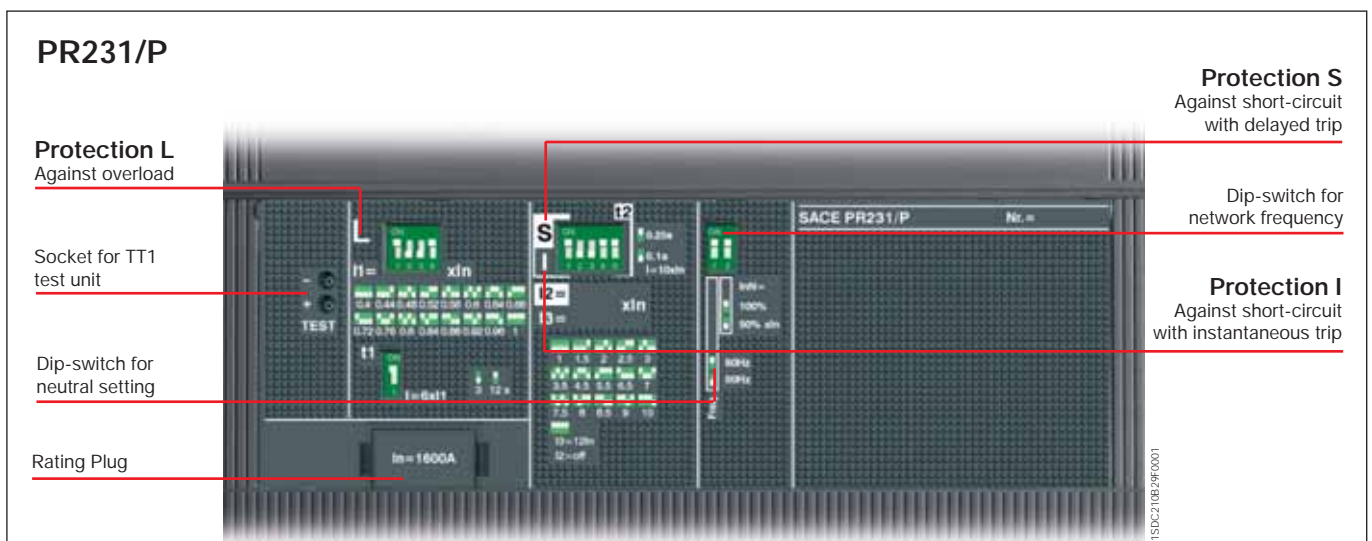 PR231/P
Protection S
Against short-circuit
with delayed trip
Protection L
Against overload
Dip-switch for
network frequency
Socket for TT1
test unit
Protection I
Against short-circuit
with instantaneous trip
Dip-switch for
neutral setting
Rating Plug
SACE PR231/P Nr.=
L
I1= xIn
0.4 0.44 0.48 0.52 0.56 0.6 0.64 0.68
0.72 0.76 0.8 0.84 0.88 0.92 0.96 1
- 
+
TEST
t1
ON
I=6xI1
3 12s
In=1600A
S
I
t2
ON
0.25s
0.1s
I=10xIn
I2=
I3=
xIn
1 1.5 2 2.5 3
3.5 4.5 5.5 6.5 7
7.5 8 8.5 9 10
I3=12In
I2=off
InN=
100%
50% xIn
1SDC210B29F0001